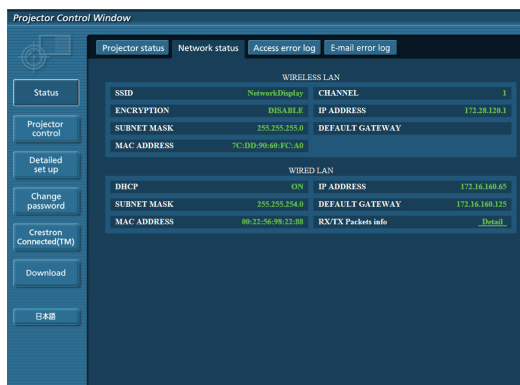 Projector Control Window
Projector status Network status Access error log E-mail error log
Status
Projector control
Detailed set up
Change password
Crestron Connected(TM)
Download
日本語
WIRELESS LAN
SSID NetworkDisplay CHANNEL 1
ENCRYPTION DISABLE IP ADDRESS 172.28.120.1
SUBNET MASK 255.255.255.0 DEFAULT GATEWAY
MAC ADDRESS 7C:DD:90:60:FC:A0
WIRED LAN
DHCP ON IP ADDRESS 172.16.160.65
SUBNET MASK 255.255.254.0 DEFAULT GATEWAY 172.16.160.125
MAC ADDRESS 00:22:56:98:22:88 RX/TX Packets info Detail